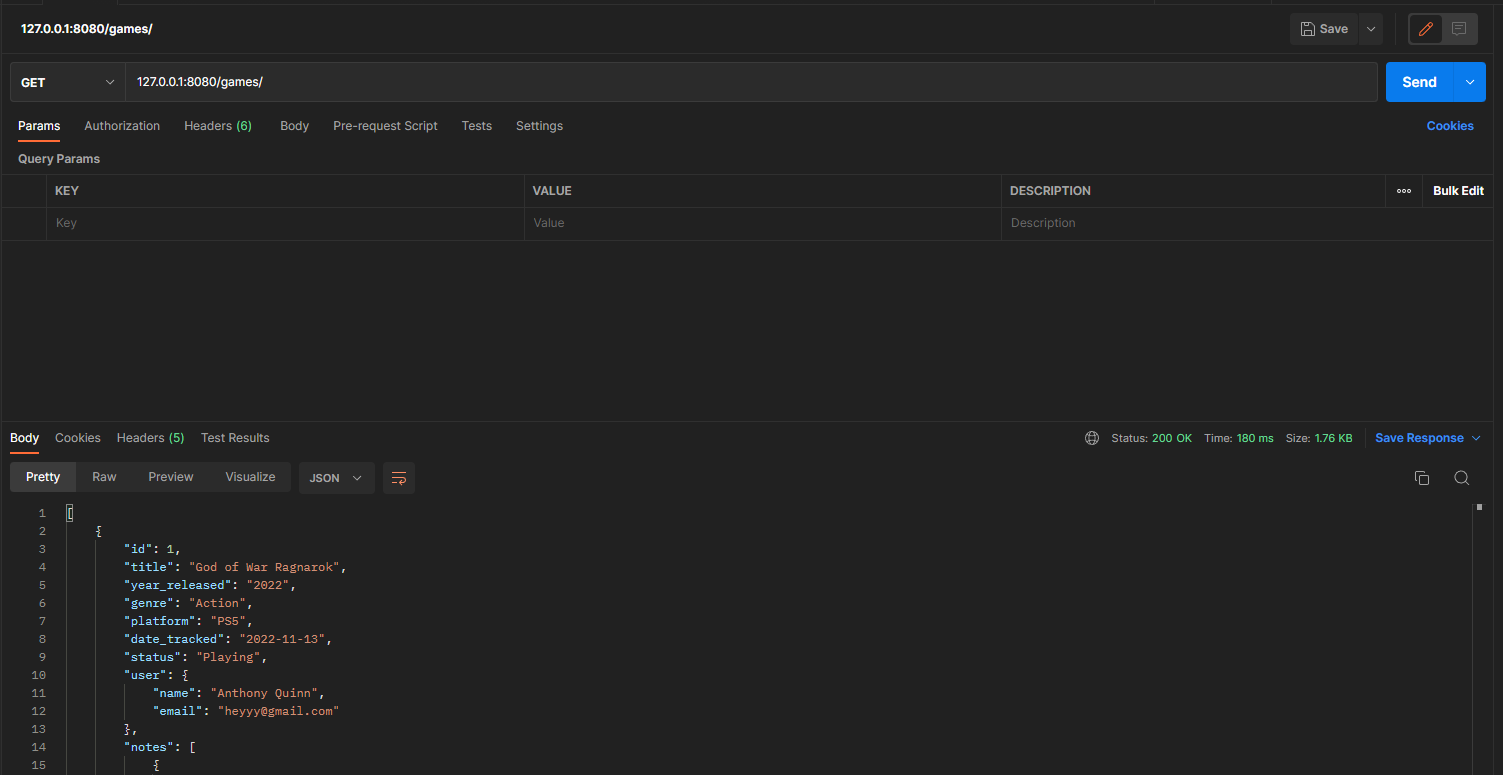 127.0.0.1:8080/games/ Save
GET 127.0.0.1:8080/games/ Send
Params Authorization Headers (6) Body Pre-request Script Tests Settings Cookies
Query Params
KEY VALUE DESCRIPTION ooo Bulk Edit
Key Value Description
Body Cookies Headers (5) Test Results Status: 200 OK Time: 180 ms Size: 1.76 KB Save Response
Pretty Raw Preview Visualize JSON
1 [
2 {
3 "id": 1,
4 "title": "God of War Ragnarok",
5 "year_released": "2022",
6 "genre": "Action",
7 "platform": "PS5",
8 "date_tracked": "2022-11-13",
9 "status": "Playing",
10 "user": {
11 "name": "Anthony Quinn",
12 "email": "heyyy@gmail.com"
13 },
14 "notes": [
15 {